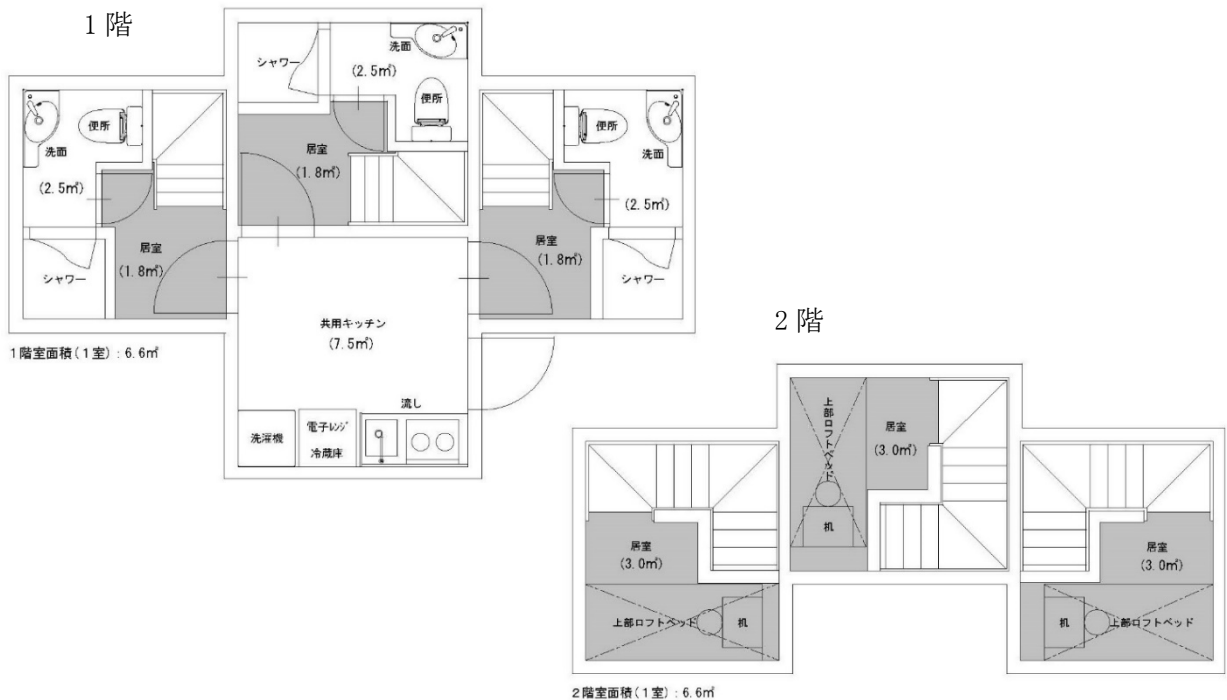 1階
シャワー
洗面
(2.5㎡)
便所
居室
(1.8㎡)
便所
洗面
(2.5㎡)
居室
(1.8㎡)
シャワー
便所
洗面
(2.5㎡)
居室
(1.8㎡)
シャワー
共用キッチン
(7.5㎡)
流し
洗濯機
電子ﾚﾝｼﾞ
冷蔵庫
1階室面積(1室):6.6㎡
2階
上部ロフトベッド
居室
(3.0㎡)
机
居室
(3.0㎡)
上部ロフトベッド
机
居室
(3.0㎡)
机
上部ロフトベッド
2階室面積(1室):6.6㎡